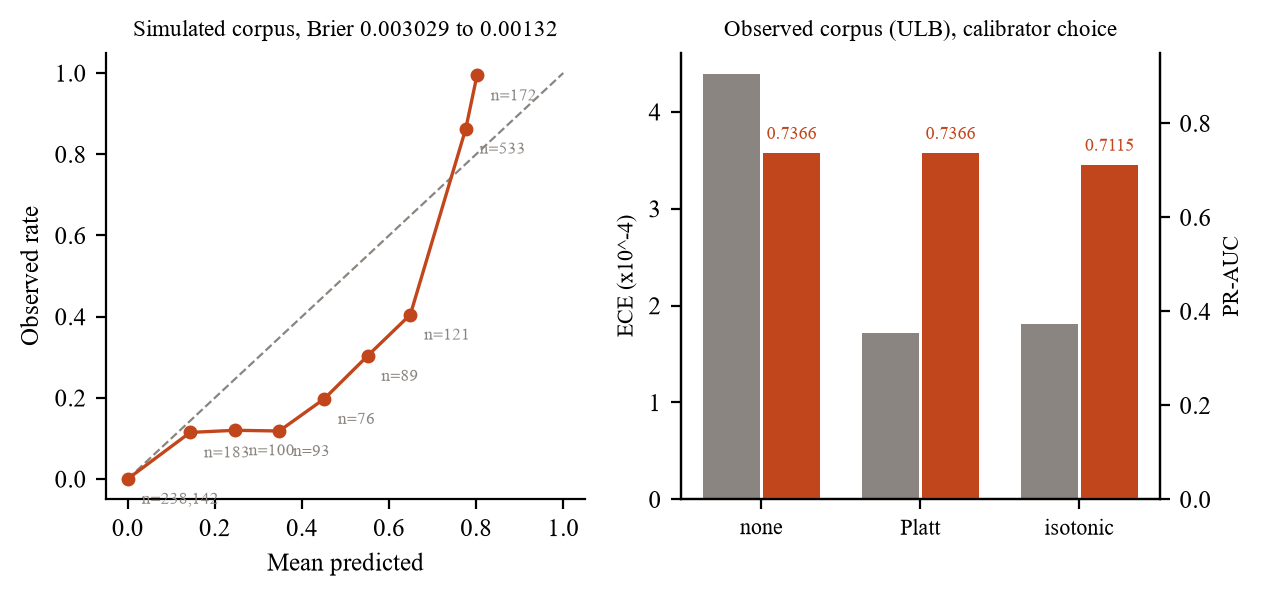 Simulated corpus, Brier 0.003029 to 0.00132
Observed rate
1.0
0.8
0.6
0.4
0.2
0.0
n=172
n=533
n=121
n=89
n=76
n=183
n=100
n=93
n=238,142
0.0
0.2
0.4
0.6
0.8
1.0
Mean predicted
Observed corpus (ULB), calibrator choice
ECE (x10^-4)
4
3
2
1
0
0.7366
0.7366
0.7115
0.8
0.6
0.4
0.2
0.0
PR-AUC
none
Platt
isotonic